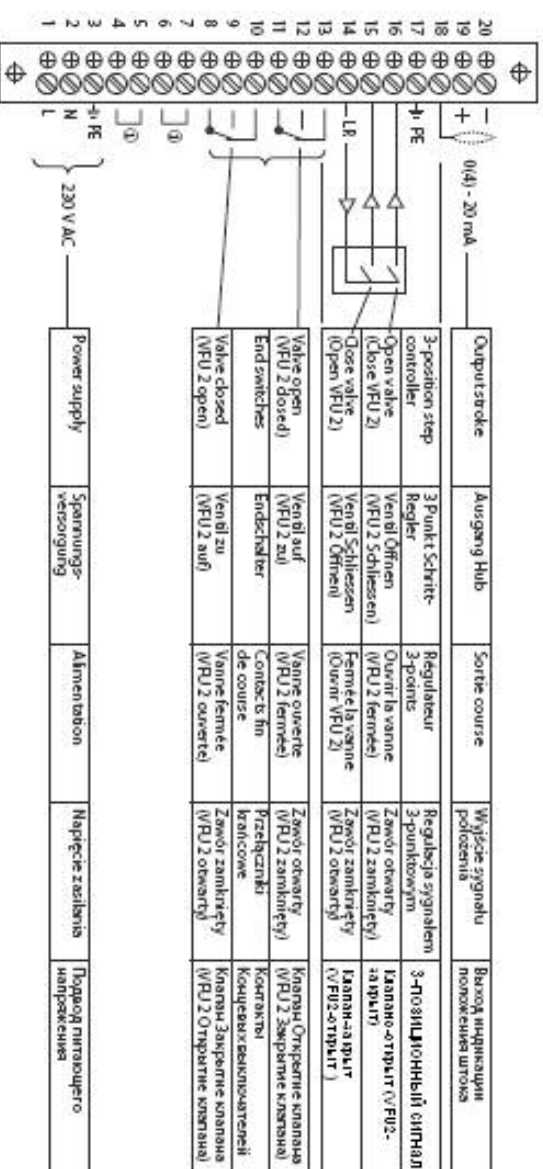 20 −
19 + 0(4) - 20 mA
18
17 PE
16
15
14 LR
13
12
11
10
9
8
7
6
5
4
3 PE
2 N
1 L
230 V AC
Output stroke
Ausgang Hub
Sortie course
Wyjście sygnału
położenia
Выход индикации
положения штока
3-position step
controller
3 Punkt Schritt-
Regler
Régulateur
3-points
Regulacja sygnałem
3-punktowym
3-позиционный сигнал
Open valve
(Close VFU 2)
Ventil Öffnen
(VFU 2 Schliessen)
Ouvrir la vanne
(VFU 2 fermée)
Zawór otwarty
(VFU 2 zamknięty)
Клапано-открыт (VFU2-
закрыт)
Close valve
(Open VFU 2)
Ventil Schliessen
(VFU 2 Öffnen)
Fermée la vanne
(Ouvrir VFU 2)
Zawór zamknięty
(VFU 2 otwarty)
Клапан-закрыт
(VFU2-открыт )
Valve open
(VFU 2 closed)
Ventil auf
(VFU 2 zu)
Vanne ouverte
(VFU 2 fermée)
Zawór otwarty
(VFU 2 zamknięty)
Клапан Открытие клапана
(VFU 2 Закрытие клапана)
End switches
Endschalter
Contacts fin
de course
Przełączniki
krańcowe
Контакты
Концевых выключателей
Valve closed
(VFU 2 open)
Ventil zu
(VFU 2 auf)
Vanne fermée
(VFU 2 ouverte)
Zawór zamknięty
(VFU 2 otwarty)
Клапан Закрытие клапана
(VFU 2 Открытие клапана)
Power supply
Spannungs-
versorgung
Alimentation
Napięcie zasilania
Подвод питающего
напряжения